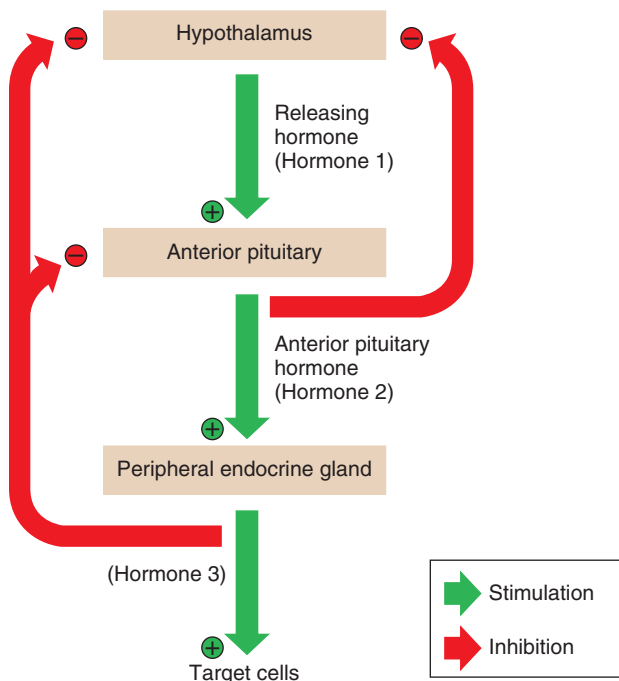 Hypothalamus
Releasing
hormone
(Hormone 1)
Anterior pituitary
Anterior pituitary
hormone
(Hormone 2)
Peripheral endocrine gland
(Hormone 3)
Target cells
Stimulation
Inhibition